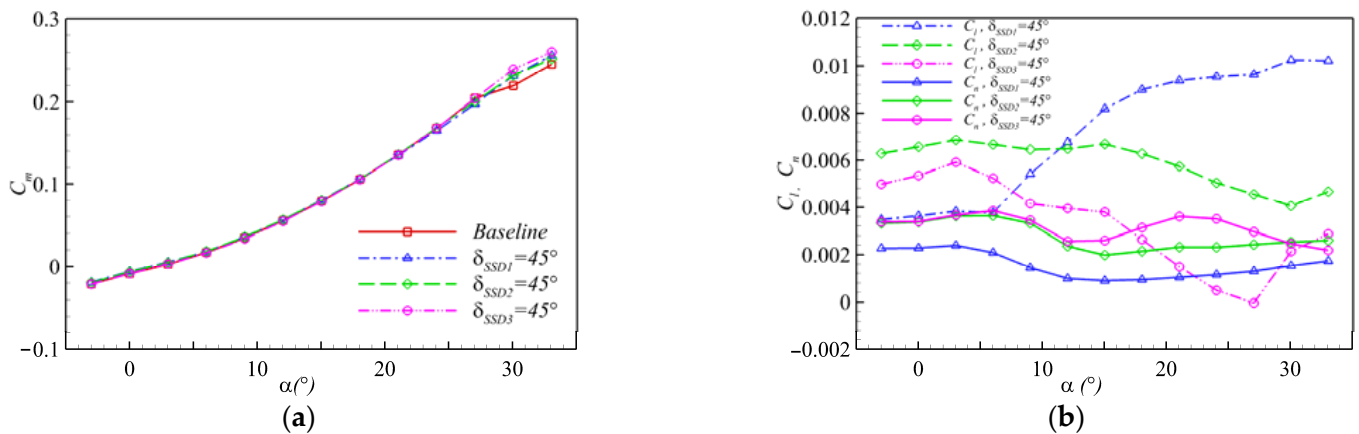 0.3
0.2
0.1
0
−0.1
C_m
0
10
20
30
α(°)
Baseline
δ_SSD1=45°
δ_SSD2=45°
δ_SSD3=45°
(a)
0.012
0.010
0.008
0.006
0.004
0.002
0
−0.002
C_l, C_n
C_l , δ_SSD1=45°
C_l , δ_SSD2=45°
C_l , δ_SSD3=45°
C_n , δ_SSD1=45°
C_n , δ_SSD2=45°
C_n , δ_SSD3=45°
0
10
20
30
α(°)
(b)